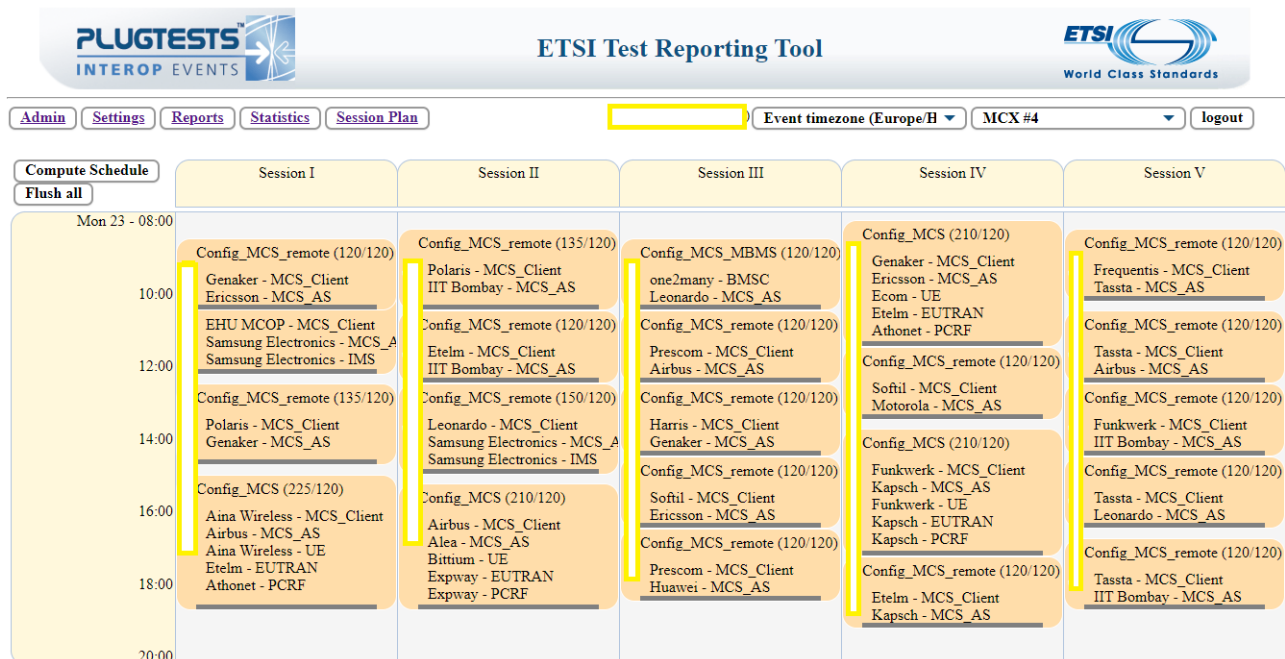 PLUGTESTS™
INTEROP EVENTS
ETSI Test Reporting Tool
ETSI
World Class Standards
Admin Settings Reports Statistics Session Plan ) Event timezone (Europe/H MCX #4 logout
Compute Schedule
Flush all
Session I Session II Session III Session IV Session V
Mon 23 - 08:00
10:00
12:00
14:00
16:00
18:00
20:00
Config_MCS_remote (120/120)
Genaker - MCS_Client
Ericsson - MCS_AS
EHU MCOP - MCS_Client
Samsung Electronics - MCS_A
Samsung Electronics - IMS
Config_MCS_remote (135/120)
Polaris - MCS_Client
Genaker - MCS_AS
Config_MCS (225/120)
Aina Wireless - MCS_Client
Airbus - MCS_AS
Aina Wireless - UE
Etelm - EUTRAN
Athonet - PCRF
Config_MCS_remote (135/120)
Polaris - MCS_Client
IIT Bombay - MCS_AS
Config_MCS_remote (120/120)
Etelm - MCS_Client
IIT Bombay - MCS_AS
Config_MCS_remote (150/120)
Leonardo - MCS_Client
Samsung Electronics - MCS_A
Samsung Electronics - IMS
Config_MCS (210/120)
Airbus - MCS_Client
Alea - MCS_AS
Bittium - UE
Expway - EUTRAN
Expway - PCRF
Config_MCS_MBMS (120/120)
one2many - BMSC
Leonardo - MCS_AS
Config_MCS_remote (120/120)
Prescom - MCS_Client
Airbus - MCS_AS
Config_MCS_remote (120/120)
Harris - MCS_Client
Genaker - MCS_AS
Config_MCS_remote (120/120)
Softil - MCS_Client
Ericsson - MCS_AS
Config_MCS_remote (120/120)
Prescom - MCS_Client
Huawei - MCS_AS
Config_MCS (210/120)
Genaker - MCS_Client
Ericsson - MCS_AS
Ecom - UE
Etelm - EUTRAN
Athonet - PCRF
Config_MCS_remote (120/120)
Softil - MCS_Client
Motorola - MCS_AS
Config_MCS (210/120)
Funkwerk - MCS_Client
Kapsch - MCS_AS
Funkwerk - UE
Kapsch - EUTRAN
Kapsch - PCRF
Config_MCS_remote (120/120)
Etelm - MCS_Client
Kapsch - MCS_AS
Config_MCS_remote (120/120)
Frequentis - MCS_Client
Tassta - MCS_AS
Config_MCS_remote (120/120)
Tassta - MCS_Client
Airbus - MCS_AS
Config_MCS_remote (120/120)
Funkwerk - MCS_Client
IIT Bombay - MCS_AS
Config_MCS_remote (120/120)
Tassta - MCS_Client
Leonardo - MCS_AS
Config_MCS_remote (120/120)
Tassta - MCS_Client
IIT Bombay - MCS_AS